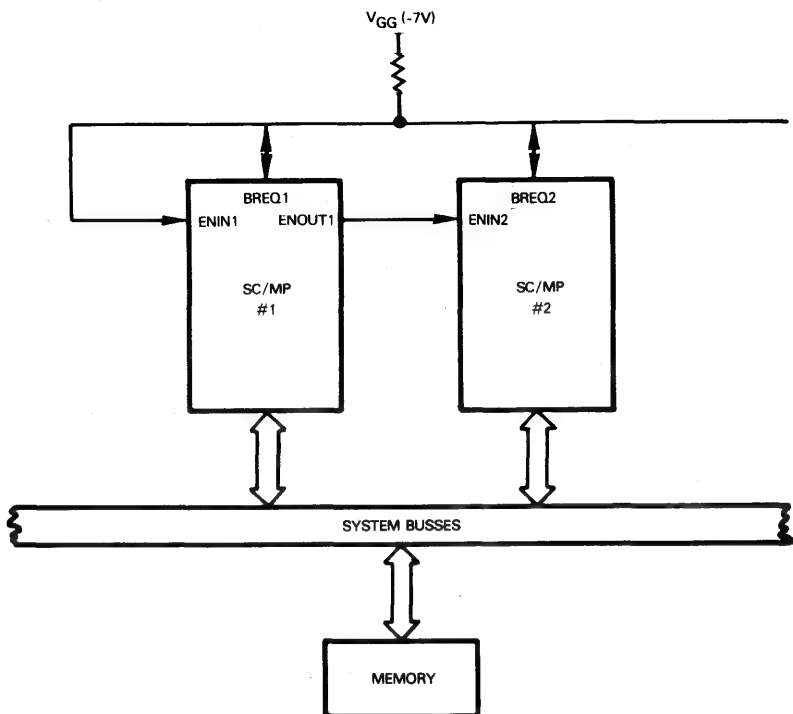 VGG (-7V)
BREQ1
BREQ2
ENIN1
ENOUT1
ENIN2
SC/MP
#1
SC/MP
#2
SYSTEM BUSSES
MEMORY